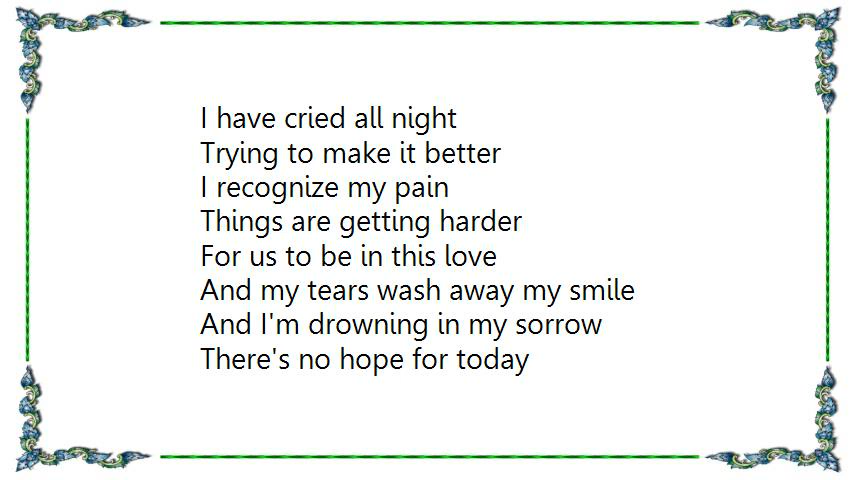 I have cried all night
Trying to make it better
I recognize my pain
Things are getting harder
For us to be in this love
And my tears wash away my smile
And I'm drowning in my sorrow
There's no hope for today